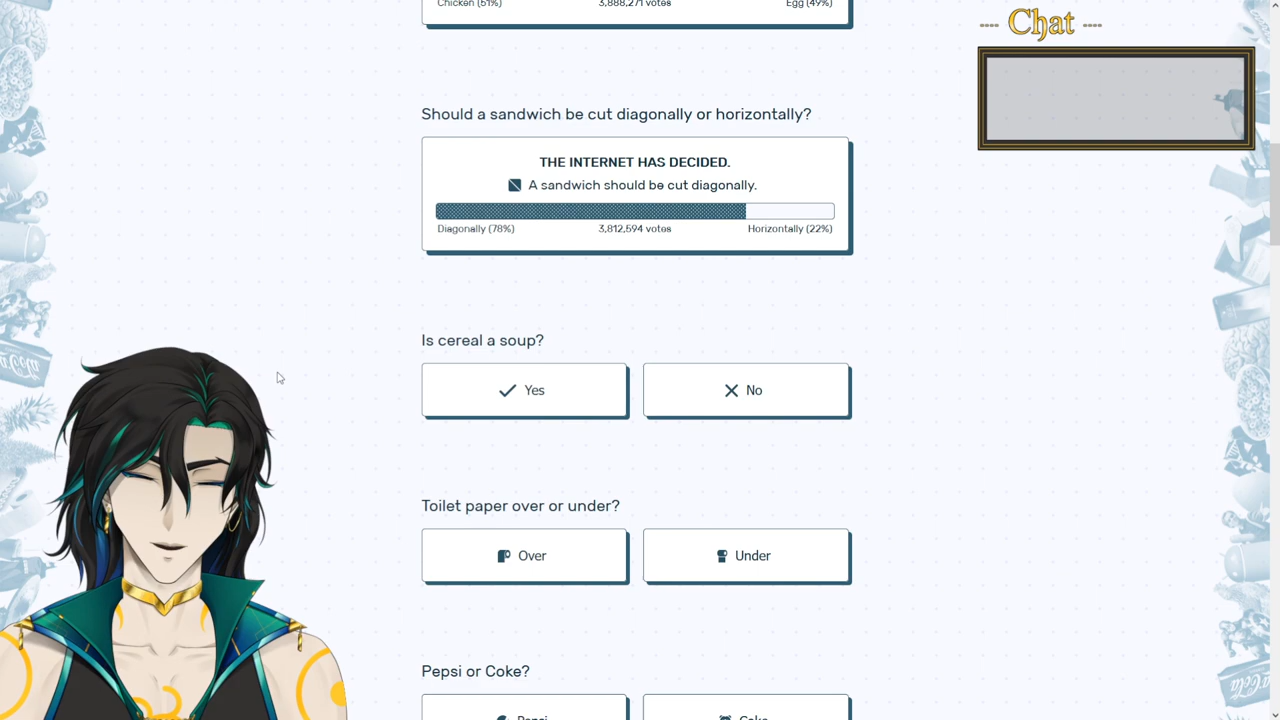 Chicken (51%) 3,888,271 votes Egg (49%)
---- Chat ----
Should a sandwich be cut diagonally or horizontally?
THE INTERNET HAS DECIDED.
A sandwich should be cut diagonally.
Diagonally (78%) 3,812,594 votes Horizontally (22%)
Is cereal a soup?
Yes No
Toilet paper over or under?
Over Under
Pepsi or Coke?
Pepsi Coke